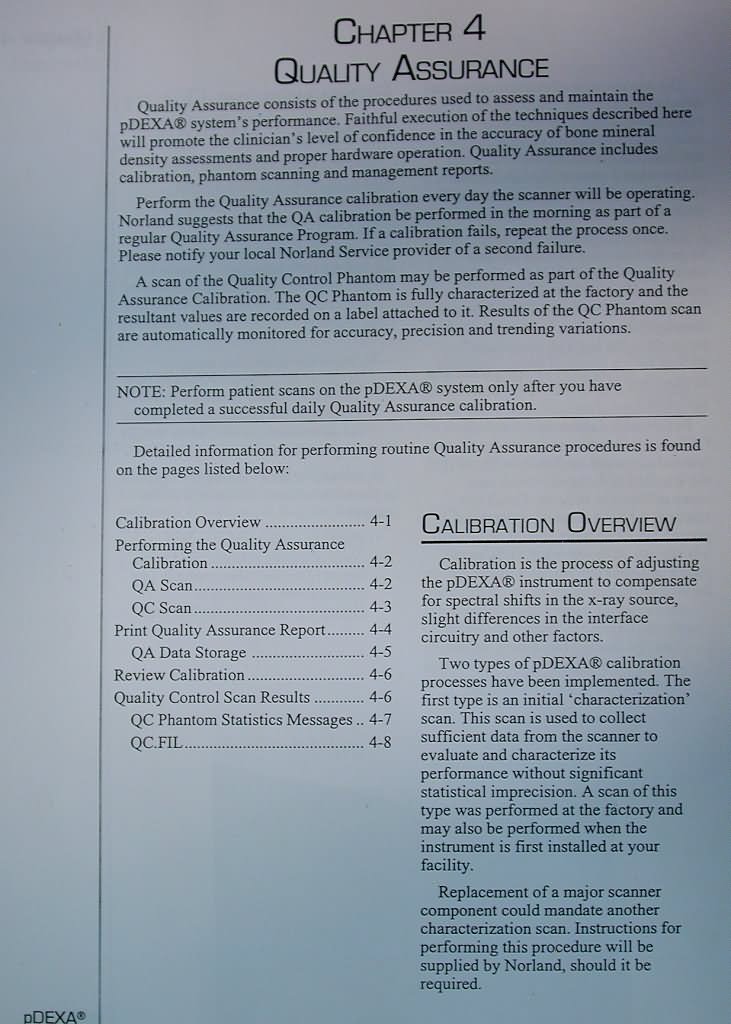 CHAPTER 4
QUALITY ASSURANCE
Quality Assurance consists of the procedures used to assess and maintain the
pDEXA® system's performance. Faithful execution of the techniques described here
will promote the clinician's level of confidence in the accuracy of bone mineral
density assessments and proper hardware operation. Quality Assurance includes
calibration, phantom scanning and management reports.
Perform the Quality Assurance calibration every day the scanner will be operating.
Norland suggests that the QA calibration be performed in the morning as part of a
regular Quality Assurance Program. If a calibration fails, repeat the process once.
Please notify your local Norland Service provider of a second failure.
A scan of the Quality Control Phantom may be performed as part of the Quality
Assurance Calibration. The QC Phantom is fully characterized at the factory and the
resultant values are recorded on a label attached to it. Results of the QC Phantom scan
are automatically monitored for accuracy, precision and trending variations.
NOTE: Perform patient scans on the pDEXA® system only after you have
completed a successful daily Quality Assurance calibration.
Detailed information for performing routine Quality Assurance procedures is found
on the pages listed below:
Calibration Overview ........................ 4-1
Performing the Quality Assurance
Calibration ..................................... 4-2
QA Scan ......................................... 4-2
QC Scan ......................................... 4-3
Print Quality Assurance Report ......... 4-4
QA Data Storage ........................... 4-5
Review Calibration ............................ 4-6
Quality Control Scan Results ............ 4-6
QC Phantom Statistics Messages .. 4-7
QC.FIL ........................................... 4-8
CALIBRATION OVERVIEW
Calibration is the process of adjusting
the pDEXA® instrument to compensate
for spectral shifts in the x-ray source,
slight differences in the interface
circuitry and other factors.
Two types of pDEXA® calibration
processes have been implemented. The
first type is an initial 'characterization'
scan. This scan is used to collect
sufficient data from the scanner to
evaluate and characterize its
performance without significant
statistical imprecision. A scan of this
type was performed at the factory and
may also be performed when the
instrument is first installed at your
facility.
Replacement of a major scanner
component could mandate another
characterization scan. Instructions for
performing this procedure will be
supplied by Norland, should it be
required.
pDEXA®